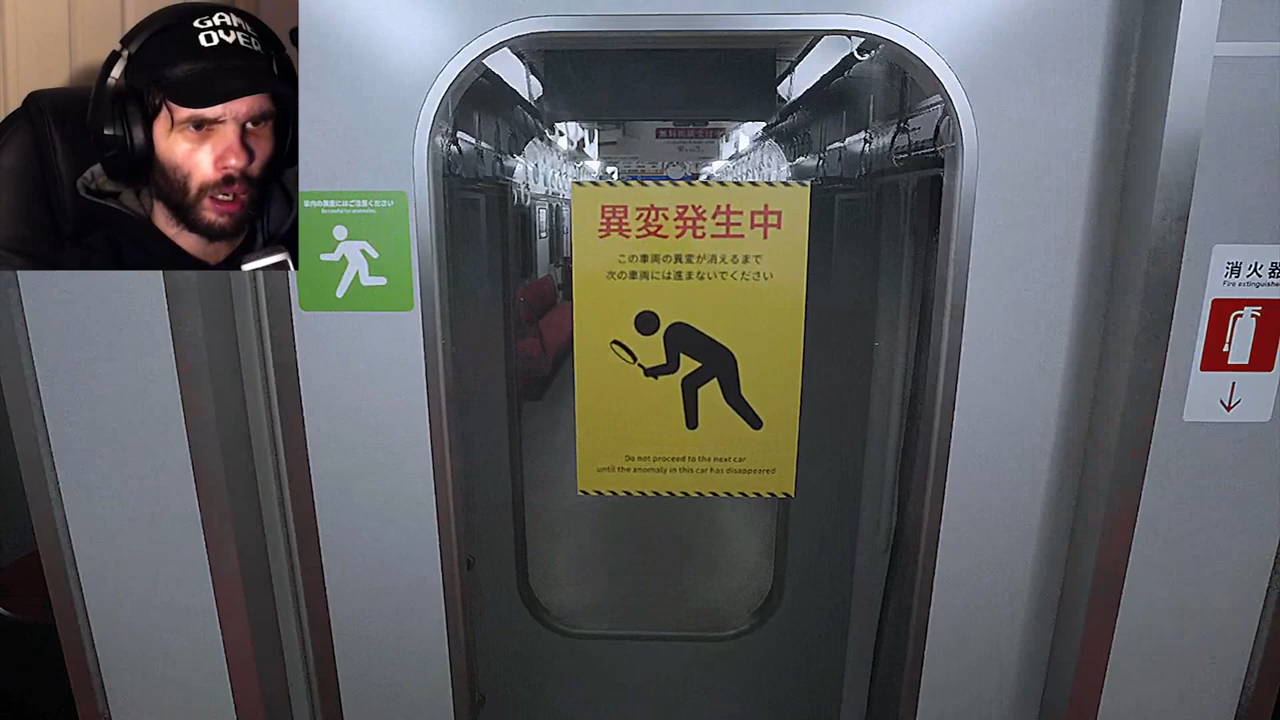 GAME
OVER
車内の異変にはご注意ください
Be careful for anomalies.
異変発生中
この車両の異変が消えるまで
次の車両には進まないでください
Do not proceed to the next car
until the anomaly in this car has disappeared
消火器
Fire extinguishe